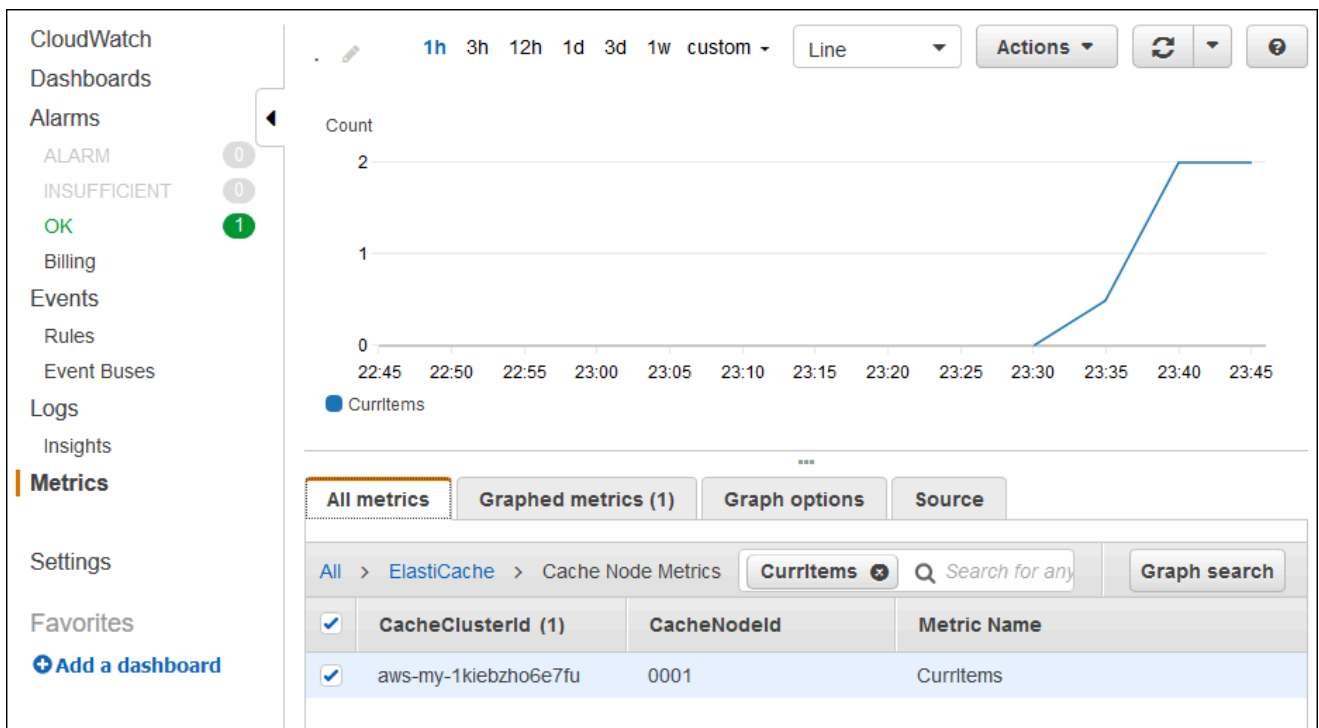 CloudWatch
Dashboards
Alarms
ALARM 0
INSUFFICIENT 0
OK 1
Billing
Events
Rules
Event Buses
Logs
Insights
Metrics
Settings
Favorites
Add a dashboard
. 1h 3h 12h 1d 3d 1w custom Line Actions
Count
2
1
0
22:45 22:50 22:55 23:00 23:05 23:10 23:15 23:20 23:25 23:30 23:35 23:40 23:45
CurrItems
All metrics Graphed metrics (1) Graph options Source
All > ElastiCache > Cache Node Metrics CurrItems Search for any Graph search
CacheClusterId (1) CacheNodeId Metric Name
aws-my-1kiebzho6e7fu 0001 CurrItems